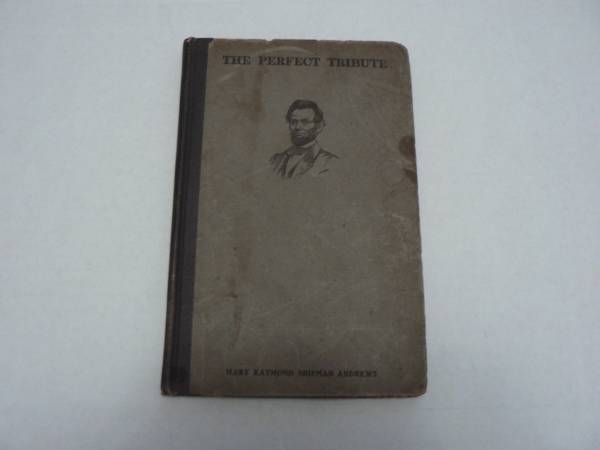 THE PERFECT TRIBUTE
MARY RAYMOND SHIPMAN ANDREWS